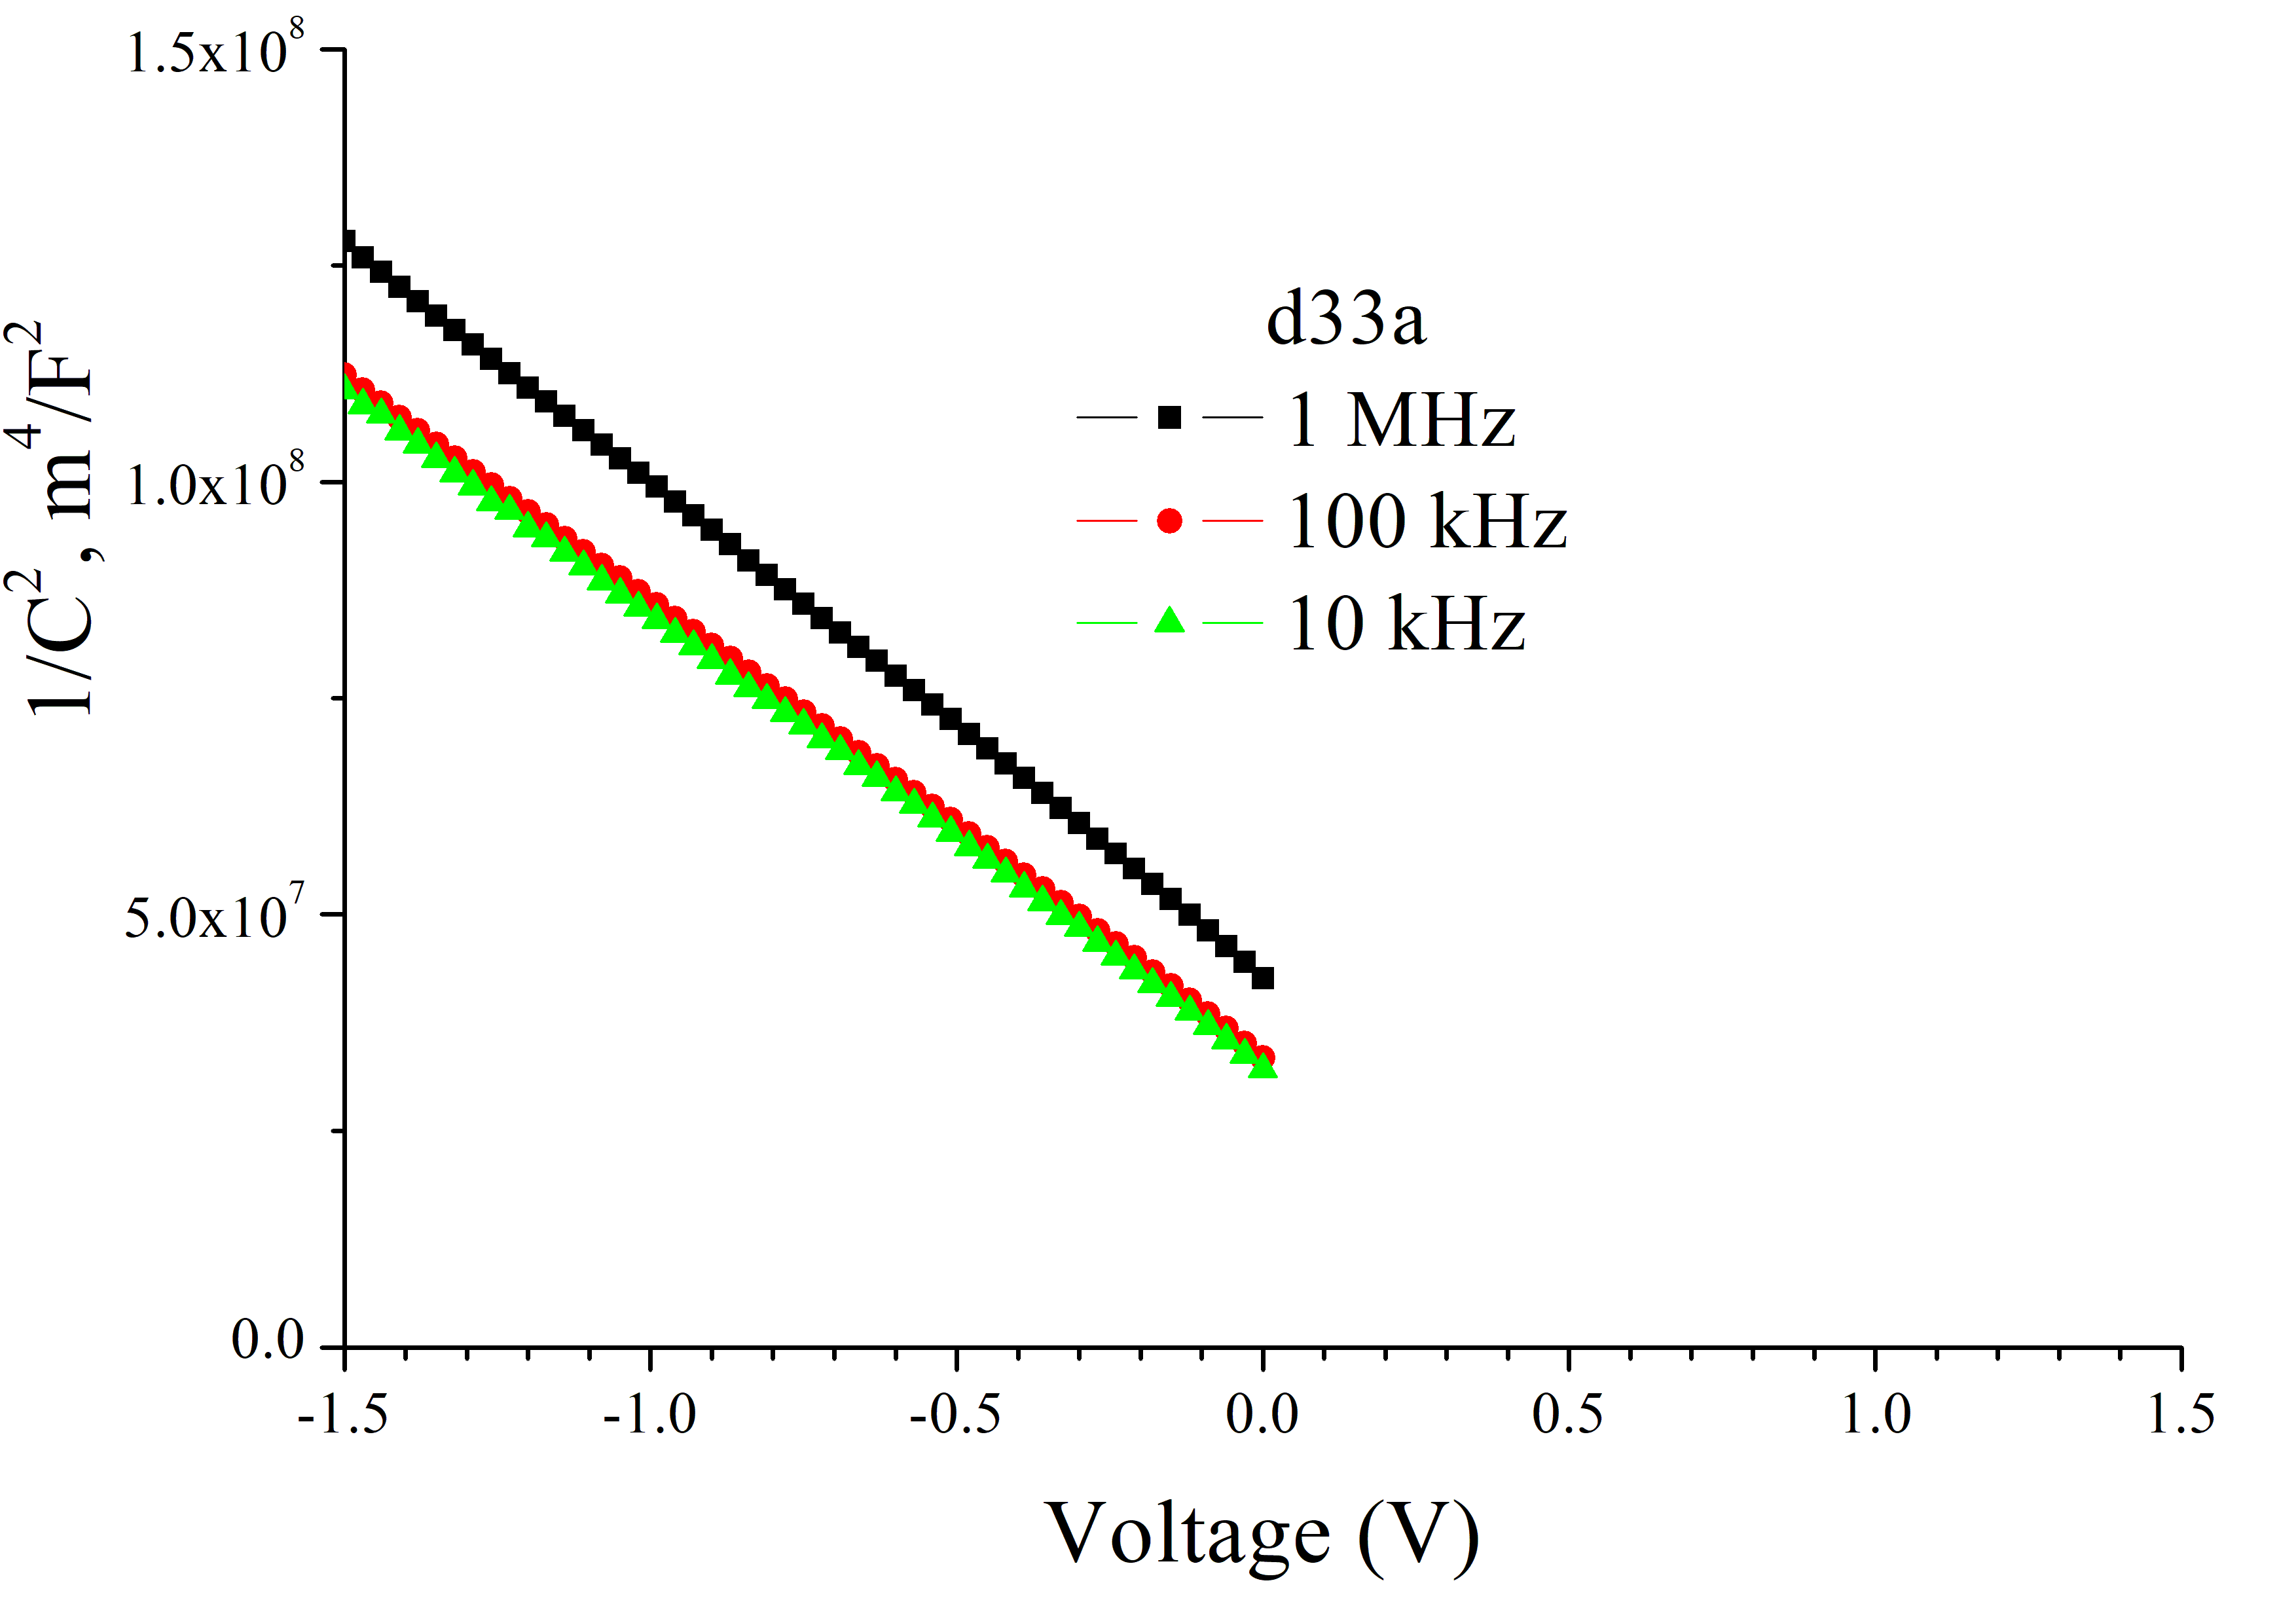 1.5x10⁸
1.0x10⁸
5.0x10⁷
0.0
1/C², m⁴/F²
d33a
1 MHz
100 kHz
10 kHz
-1.5 -1.0 -0.5 0.0 0.5 1.0 1.5
Voltage (V)